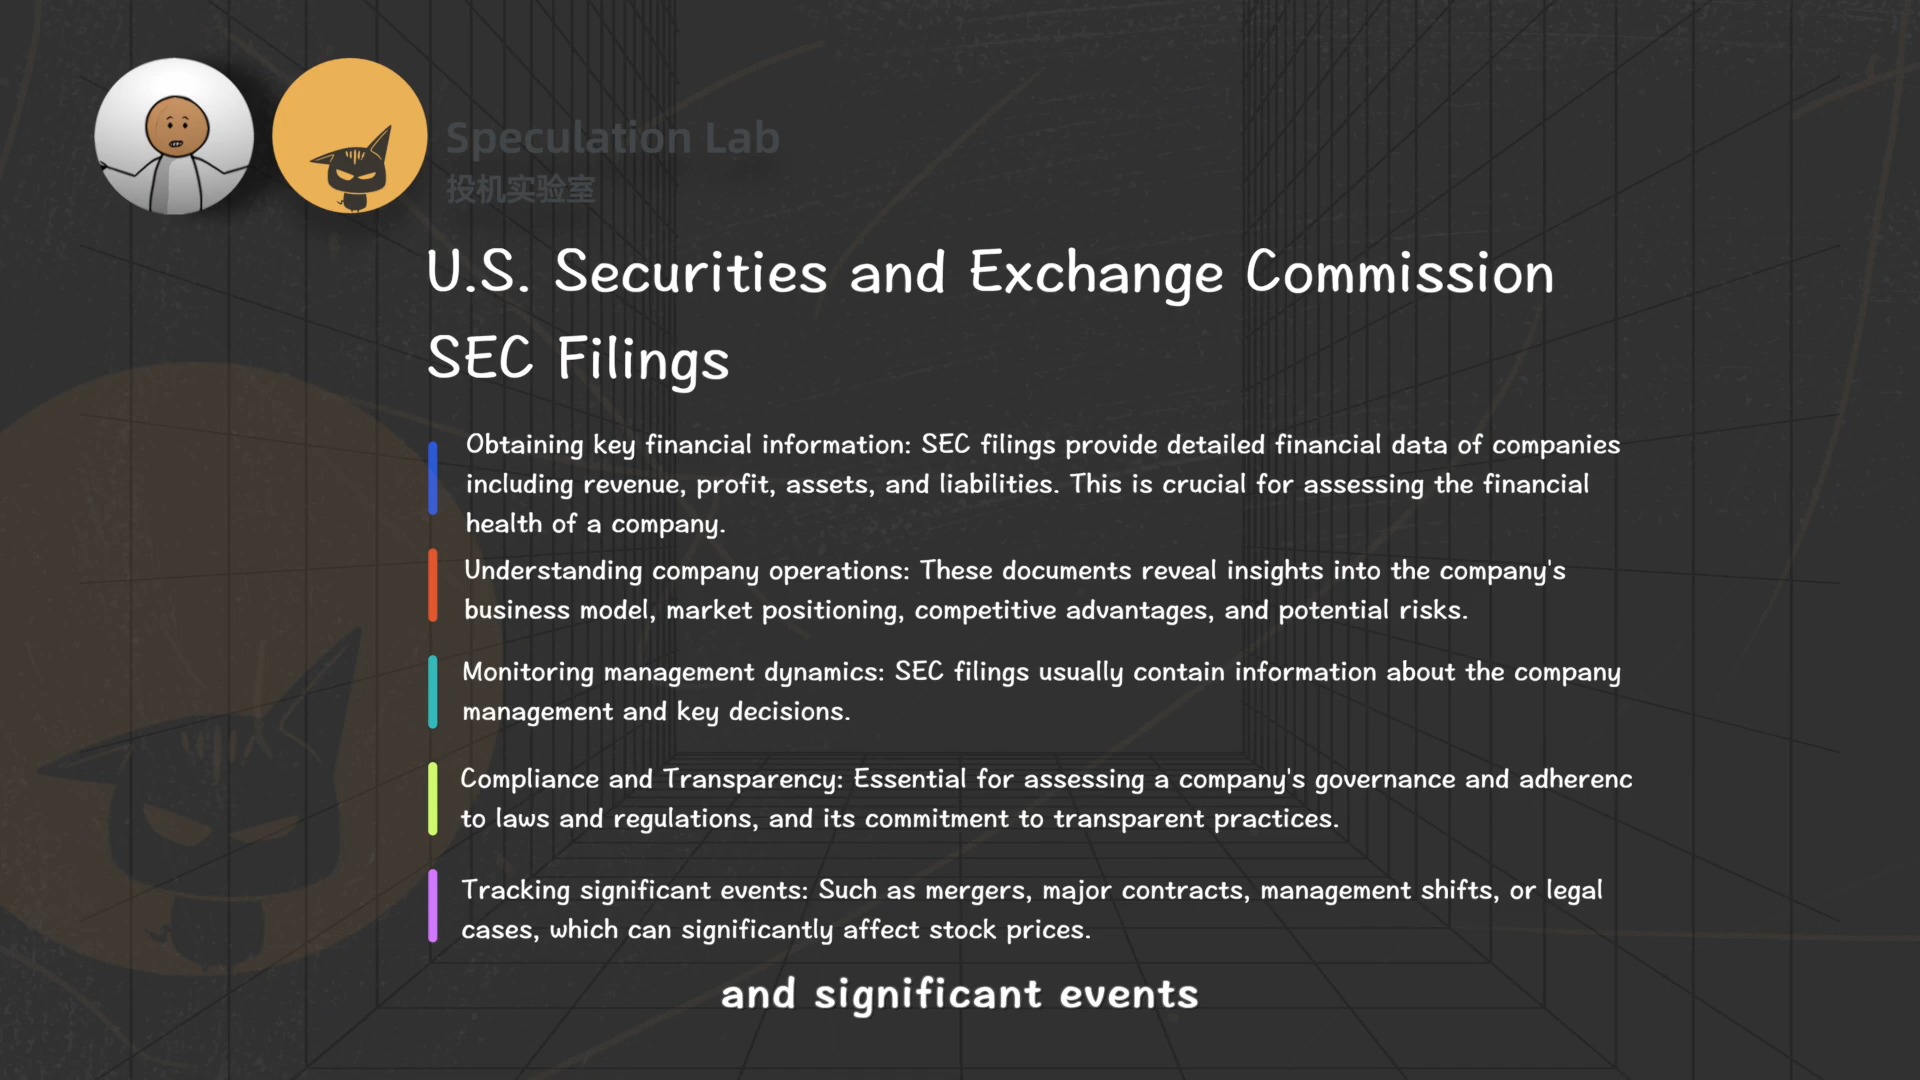 Speculation Lab
投机实验室
U.S. Securities and Exchange Commission
SEC Filings
Obtaining key financial information: SEC filings provide detailed financial data of companies
including revenue, profit, assets, and liabilities. This is crucial for assessing the financial
health of a company.
Understanding company operations: These documents reveal insights into the company's
business model, market positioning, competitive advantages, and potential risks.
Monitoring management dynamics: SEC filings usually contain information about the company
management and key decisions.
Compliance and Transparency: Essential for assessing a company's governance and adherenc
to laws and regulations, and its commitment to transparent practices.
Tracking significant events: Such as mergers, major contracts, management shifts, or legal
cases, which can significantly affect stock prices.
and significant events